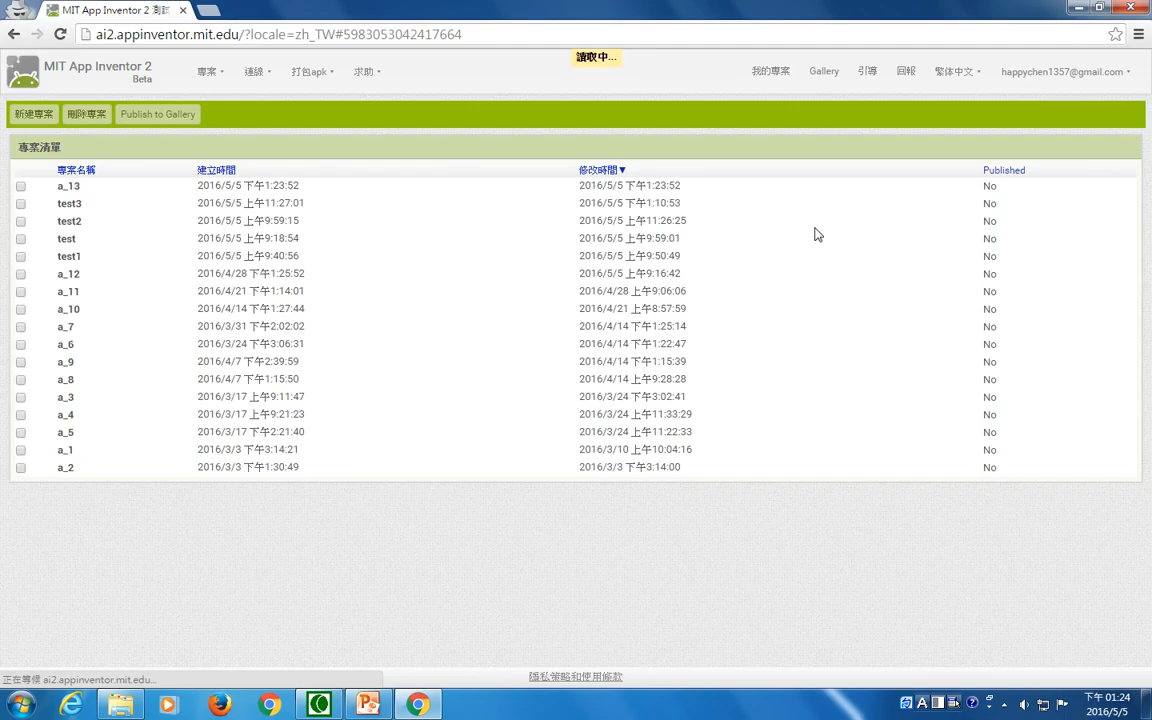 MIT App Inventor 2 測試
ai2.appinventor.mit.edu/?locale=zh_TW#5983053042417664
MIT App Inventor 2
Beta
專案 連線 打包apk 求助
讀取中...
我的專案 Gallery 引導 回報 繁体中文 happychen1357@gmail.com
新建專案 刪除專案 Publish to Gallery
專案清單
專案名稱 建立時間 修改時間▼ Published
a_13 2016/5/5 下午1:23:52 2016/5/5 下午1:23:52 No
test3 2016/5/5 上午11:27:01 2016/5/5 下午1:10:53 No
test2 2016/5/5 上午9:59:15 2016/5/5 上午11:26:25 No
test 2016/5/5 上午9:18:54 2016/5/5 上午9:59:01 No
test1 2016/5/5 上午9:40:56 2016/5/5 上午9:50:49 No
a_12 2016/4/28 下午1:25:52 2016/5/5 上午9:16:42 No
a_11 2016/4/21 下午1:14:01 2016/4/28 上午9:06:06 No
a_10 2016/4/14 下午1:27:44 2016/4/21 上午8:57:59 No
a_7 2016/3/31 下午2:02:02 2016/4/14 下午1:25:14 No
a_6 2016/3/24 下午3:06:31 2016/4/14 下午1:22:47 No
a_9 2016/4/7 下午2:39:59 2016/4/14 下午1:15:39 No
a_8 2016/4/7 下午1:15:50 2016/4/14 上午9:28:28 No
a_3 2016/3/17 上午9:11:47 2016/3/24 下午3:02:41 No
a_4 2016/3/17 上午9:21:23 2016/3/24 上午11:33:29 No
a_5 2016/3/17 下午2:21:40 2016/3/24 上午11:22:33 No
a_1 2016/3/3 下午3:14:21 2016/3/10 上午10:04:16 No
a_2 2016/3/3 下午1:30:49 2016/3/3 下午3:14:00 No
正在等候 ai2.appinventor.mit.edu...
隱私策略和使用條款
下午 01:24
2016/5/5